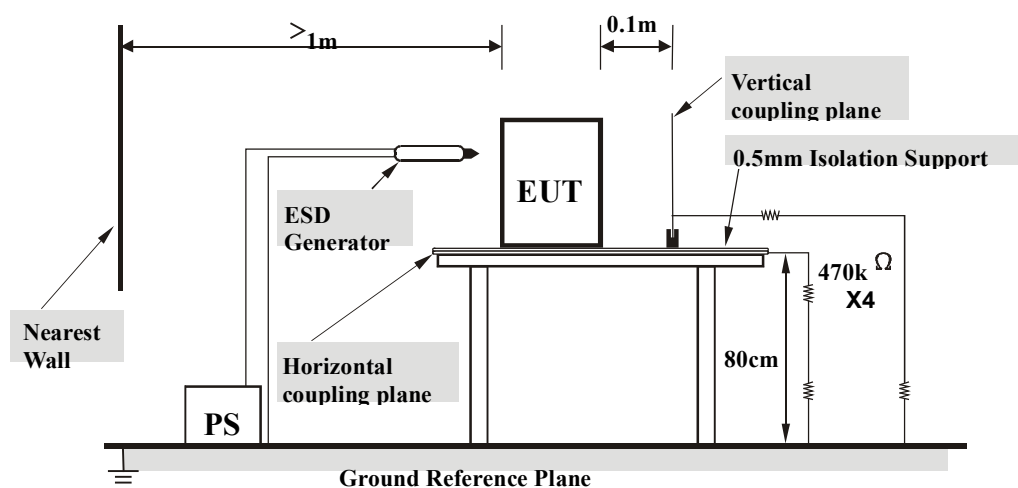 >1m
0.1m
Vertical
coupling plane
0.5mm Isolation Support
EUT
ESD
Generator
470k Ω
X4
Nearest
Wall
Horizontal
coupling plane
80cm
PS
Ground Reference Plane